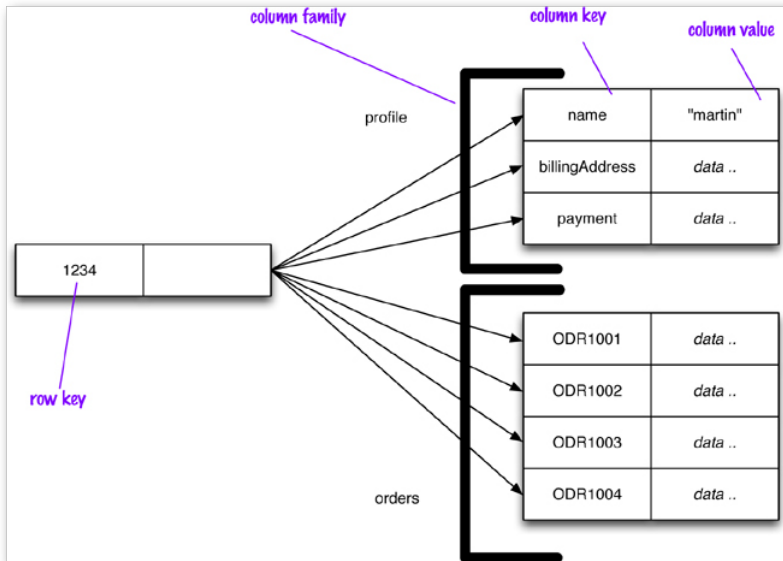 column family
column key
column value
profile
name
"martin"
billingAddress
data ..
payment
data ..
1234
row key
ODR1001
data ..
ODR1002
data ..
ODR1003
data ..
ODR1004
data ..
orders